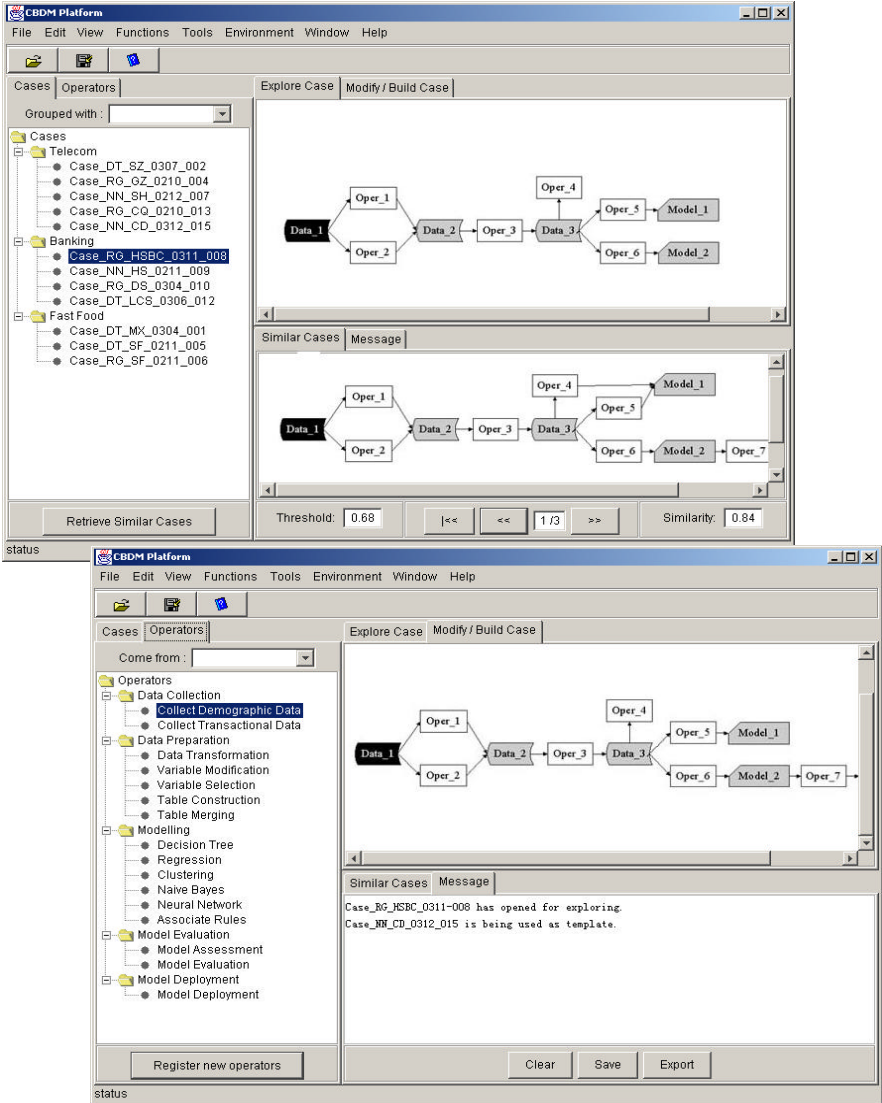 CBDM Platform
File Edit View Functions Tools Environment Window Help
Cases Operators
Grouped with :
Cases
Telecom
Case_DT_SZ_0307_002
Case_RG_GZ_0210_004
Case_NN_SH_0212_007
Case_RG_CQ_0210_013
Case_NN_CD_0312_015
Banking
Case_RG_HSBC_0311_008
Case_NN_HS_0211_009
Case_RG_DS_0304_010
Case_DT_LCS_0306_012
Fast Food
Case_DT_MX_0304_001
Case_DT_SF_0211_005
Case_RG_SF_0211_006
Retrieve Similar Cases
Explore Case Modify / Build Case
Oper_4
Oper_1 Oper_5 Model_1
Data_1 Data_2 Oper_3 Data_3
Oper_2 Oper_6 Model_2
Similar Cases Message
Oper_4 Model_1
Oper_1 Oper_5
Data_1 Data_2 Oper_3 Data_3
Oper_2 Oper_6 Model_2 Oper_7
Threshold: 0.68 |<< << 1 /3 >> Similarity: 0.84
status
CBDM Platform
File Edit View Functions Tools Environment Window Help
Cases Operators
Come from :
Operators
Data Collection
Collect Demographic Data
Collect Transactional Data
Data Preparation
Data Transformation
Variable Modification
Variable Selection
Table Construction
Table Merging
Modelling
Decision Tree
Regression
Clustering
Naive Bayes
Neural Network
Associate Rules
Model Evaluation
Model Assessment
Model Evaluation
Model Deployment
Model Deployment
Register new operators
Explore Case Modify / Build Case
Oper_4
Oper_1 Oper_5 Model_1
Data_1 Data_2 Oper_3 Data_3
Oper_2 Oper_6 Model_2 Oper_7
Similar Cases Message
Case_RG_HSBC_0311-008 has opened for exploring.
Case_NN_CD_0312_015 is being used as template.
Clear Save Export
status